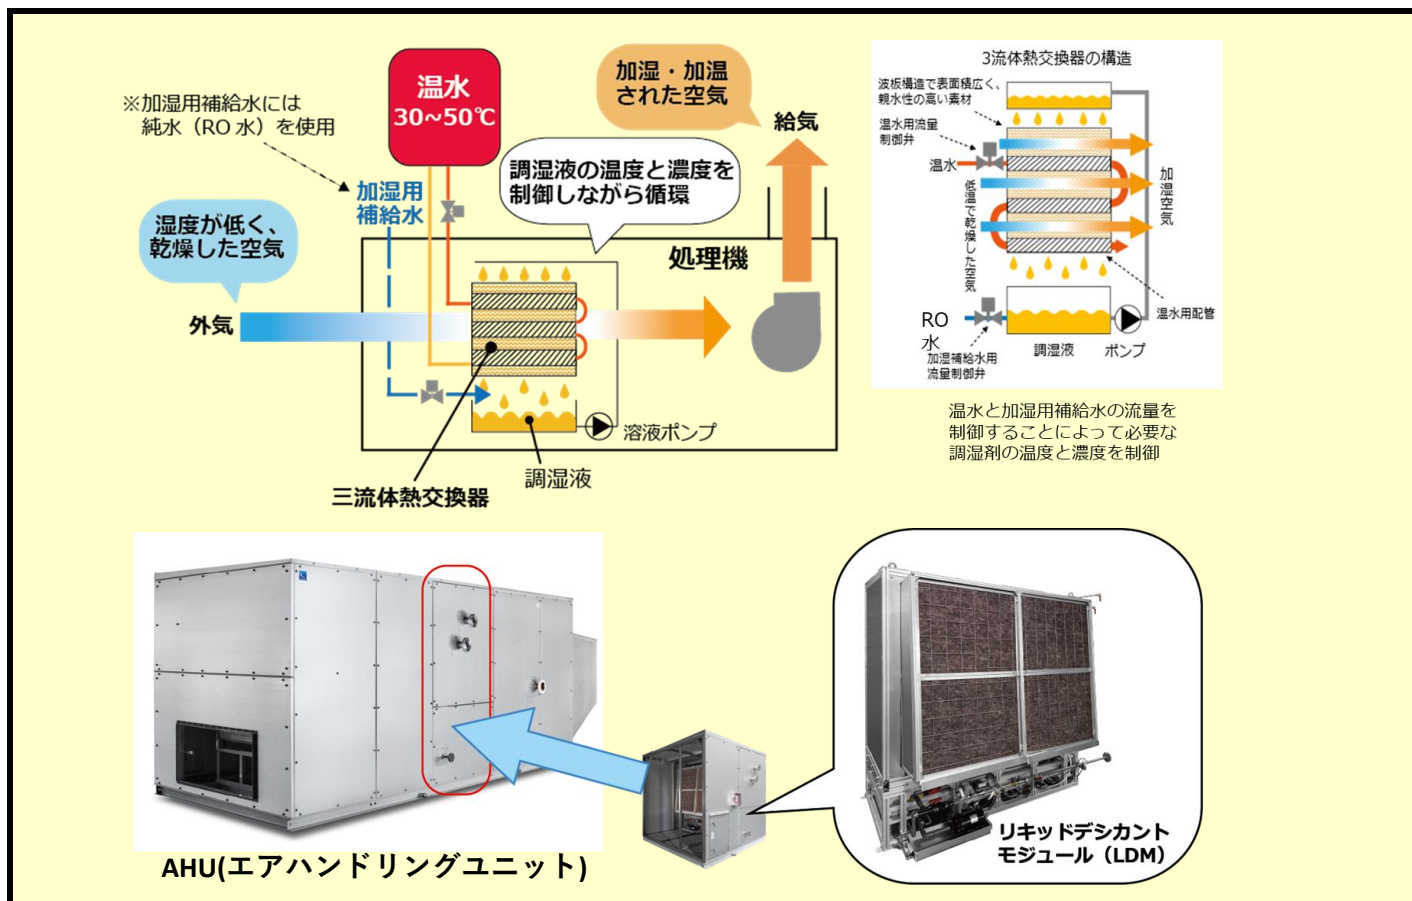 ※加湿用補給水には
純水（RO 水）を使用
温水
30~50℃
加湿・加温
された空気
給気
調湿液の温度と濃度を
制御しながら循環
加湿用
補給水
湿度が低く、
乾燥した空気
外気
処理機
溶液ポンプ
調湿液
三流体熱交換器
3流体熱交換器の構造
波板構造で表面積広く、
親水性の高い素材
温水用流量
制御弁
温水
低温で乾燥した空気
加湿空気
RO
水
加湿補給水用
流量制御弁
調湿液
ポンプ
温水用配管
温水と加湿用補給水の流量を
制御することによって必要な
調湿剤の温度と濃度を制御
AHU(エアハンドリングユニット)
リキッドデシカント
モジュール（LDM）